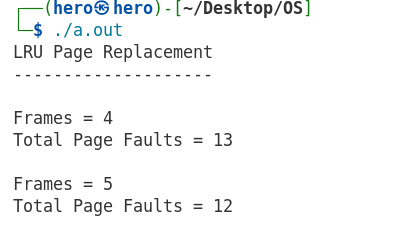 ┌──(hero㉿hero)-[~/Desktop/OS]
└─$ ./a.out
LRU Page Replacement
--------------------
Frames = 4
Total Page Faults = 13
Frames = 5
Total Page Faults = 12